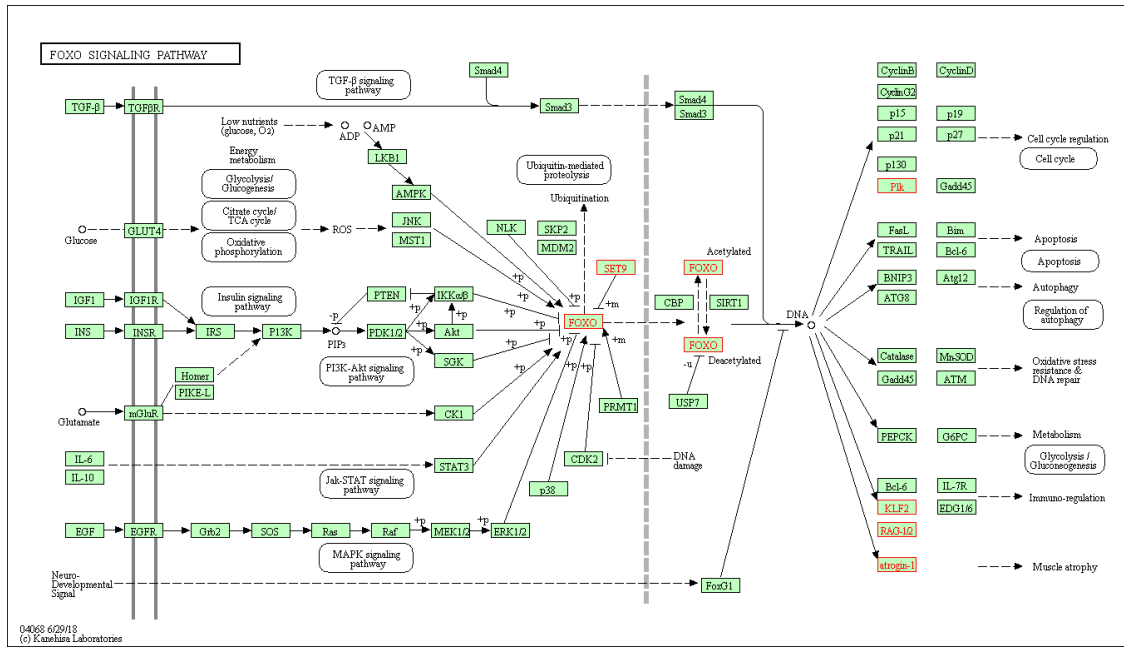 FOXO SIGNALING PATHWAY
TGF-β signaling
pathway
Smad4
TGF-β
TGFβR
Smad3
Smad4
Smad3
Low nutrients
(glucose, O2)
ADP
AMP
LKB1
AMPK
Energy
metabolism
Glycolysis/
Glucogenesis
Citrate cycle/
TCA cycle
Oxidative
phosphorylation
Glucose
GLUT4
ROS
JNK
MST1
Ubiquitin-mediated
proteolysis
Ubiquitination
NLK
SKP2
MDM2
SET9
+p
+p
+m
Acetylated
FOXO
CBP
SIRT1
FOXO
Deacetylated
-u
USP7
IGF1
IGF1R
Insulin signaling
pathway
INS
INSR
IRS
PI3K
-p
PIP3
PTEN
IKKα/β
+p
+p
+p
PDK1/2
+p
Akt
+p
SGK
+p
+p
+p
+p
FOXO
+p
+p
+p
+p
+m
PI3K-Akt signaling
pathway
Homer
PIKE-L
Glutamate
mGluR
CK1
PRMT1
IL-6
IL-10
STAT3
Jak-STAT signaling
pathway
CDK2
DNA
damage
p38
EGF
EGFR
Grb2
SOS
Ras
Raf
+p
MEK1/2
+p
ERK1/2
MAPK signaling
pathway
Neuro-
Developmental
Signal
FoxG1
DNA
CyclinB
CyclinD
CyclinG2
p15
p19
p21
p27
Cell cycle regulation
Cell cycle
p130
Plk
Gadd45
FasL
Bim
Apoptosis
TRAIL
Bcl-6
Apoptosis
BNIP3
Atg12
Autophagy
ATG8
Regulation of
autophagy
Catalase
Mn-SOD
Oxidative stress
resistance &
DNA repair
Gadd45
ATM
PEPCK
G6PC
Metabolism
Glycolysis /
Gluconeogenesis
Bcl-6
IL-7R
Immuno-regulation
KLF2
EDG1/6
RAG-1/2
atrogin-1
Muscle atrophy
04068 6/29/18
(c) Kanehisa Laboratories